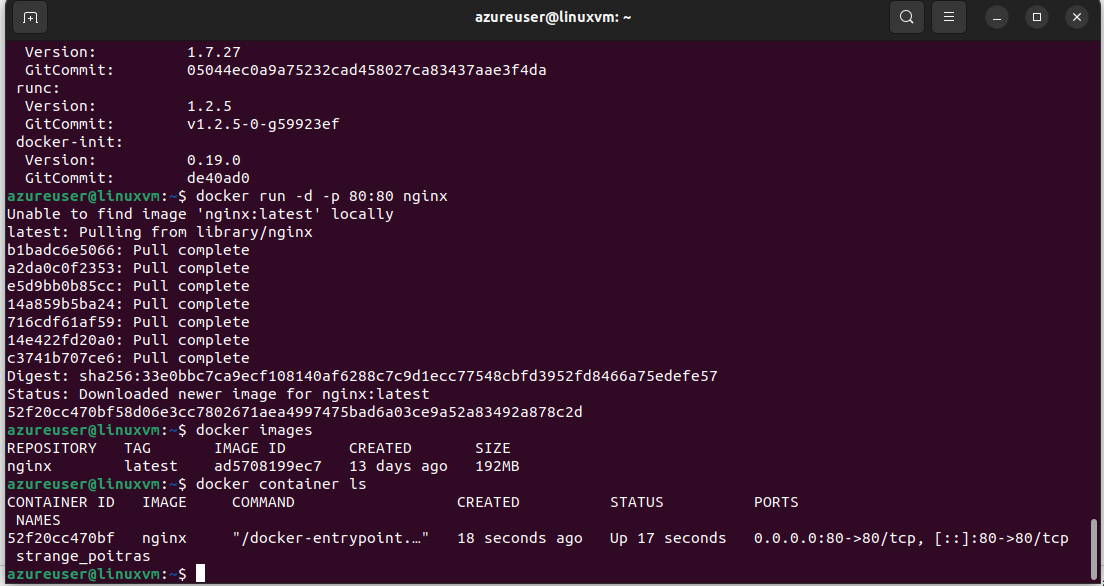 azureuser@linuxvm: ~
Version: 1.7.27
GitCommit: 05044ec0a9a75232cad458027ca83437aae3f4da
runc:
Version: 1.2.5
GitCommit: v1.2.5-0-g59923ef
docker-init:
Version: 0.19.0
GitCommit: de40ad0
azureuser@linuxvm:~$ docker run -d -p 80:80 nginx
Unable to find image 'nginx:latest' locally
latest: Pulling from library/nginx
b1badc6e5066: Pull complete
a2da0c0f2353: Pull complete
e5d9bb0b85cc: Pull complete
14a859b5ba24: Pull complete
716cdf61af59: Pull complete
14e422fd20a0: Pull complete
c3741b707ce6: Pull complete
Digest: sha256:33e0bbc7ca9ecf108140af6288c7c9d1ecc77548cbfd3952fd8466a75edefe57
Status: Downloaded newer image for nginx:latest
52f20cc470bf58d06e3cc7802671aea4997475bad6a03ce9a52a83492a878c2d
azureuser@linuxvm:~$ docker images
REPOSITORY TAG IMAGE ID CREATED SIZE
nginx latest ad5708199ec7 13 days ago 192MB
azureuser@linuxvm:~$ docker container ls
CONTAINER ID IMAGE COMMAND CREATED STATUS PORTS
NAMES
52f20cc470bf nginx "/docker-entrypoint.…" 18 seconds ago Up 17 seconds 0.0.0.0:80->80/tcp, [::]:80->80/tcp
strange_poitras
azureuser@linuxvm:~$